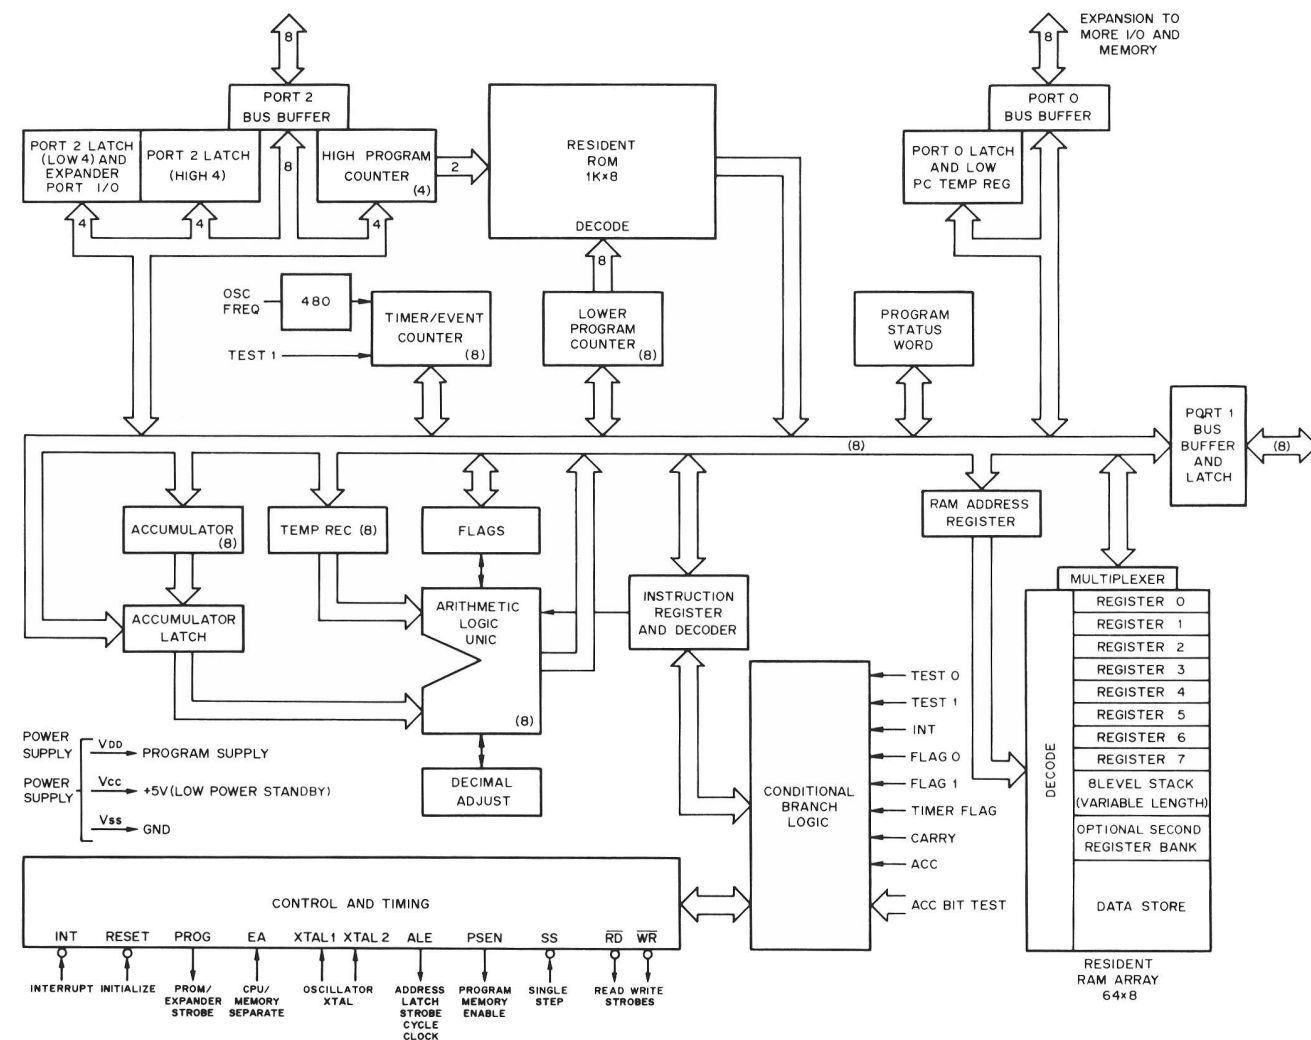 8
8
EXPANSION TO
MORE I/O AND
MEMORY
PORT 2
BUS BUFFER
PORT 0
BUS BUFFER
PORT 2 LATCH
(LOW 4) AND
EXPANDER
PORT I/O
PORT 2 LATCH
(HIGH 4)
8
HIGH PROGRAM
COUNTER
(4)
2
RESIDENT
ROM
1K×8
DECODE
PORT 0 LATCH
AND LOW
PC TEMP REG
4
4
4
8
OSC
FREQ
480
TIMER/EVENT
COUNTER
(8)
TEST 1
LOWER
PROGRAM
COUNTER
(8)
PROGRAM
STATUS
WORD
(8)
PORT 1
BUS
BUFFER
AND
LATCH
(8)
ACCUMULATOR
(8)
TEMP REC (8)
FLAGS
RAM ADDRESS
REGISTER
ACCUMULATOR
LATCH
ARITHMETIC
LOGIC
UNIC
(8)
INSTRUCTION
REGISTER
AND DECODER
MULTIPLEXER
DECODE
REGISTER 0
REGISTER 1
REGISTER 2
REGISTER 3
REGISTER 4
REGISTER 5
REGISTER 6
REGISTER 7
8LEVEL STACK
(VARIABLE LENGTH)
OPTIONAL SECOND
REGISTER BANK
DATA STORE
RESIDENT
RAM ARRAY
64×8
DECIMAL
ADJUST
CONDITIONAL
BRANCH
LOGIC
TEST 0
TEST 1
INT
FLAG 0
FLAG 1
TIMER FLAG
CARRY
ACC
ACC BIT TEST
POWER
SUPPLY
VDD
PROGRAM SUPPLY
POWER
SUPPLY
Vcc
+5V(LOW POWER STANDBY)
Vss
GND
CONTROL AND TIMING
INT RESET PROG EA XTAL1 XTAL2 ALE PSEN SS RD WR
INTERRUPT
INITIALIZE
PROM/
EXPANDER
STROBE
CPU/
MEMORY
SEPARATE
OSCILLATOR
XTAL
ADDRESS
LATCH
STROBE
CYCLE
CLOCK
PROGRAM
MEMORY
ENABLE
SINGLE
STEP
READ WRITE
STROBES